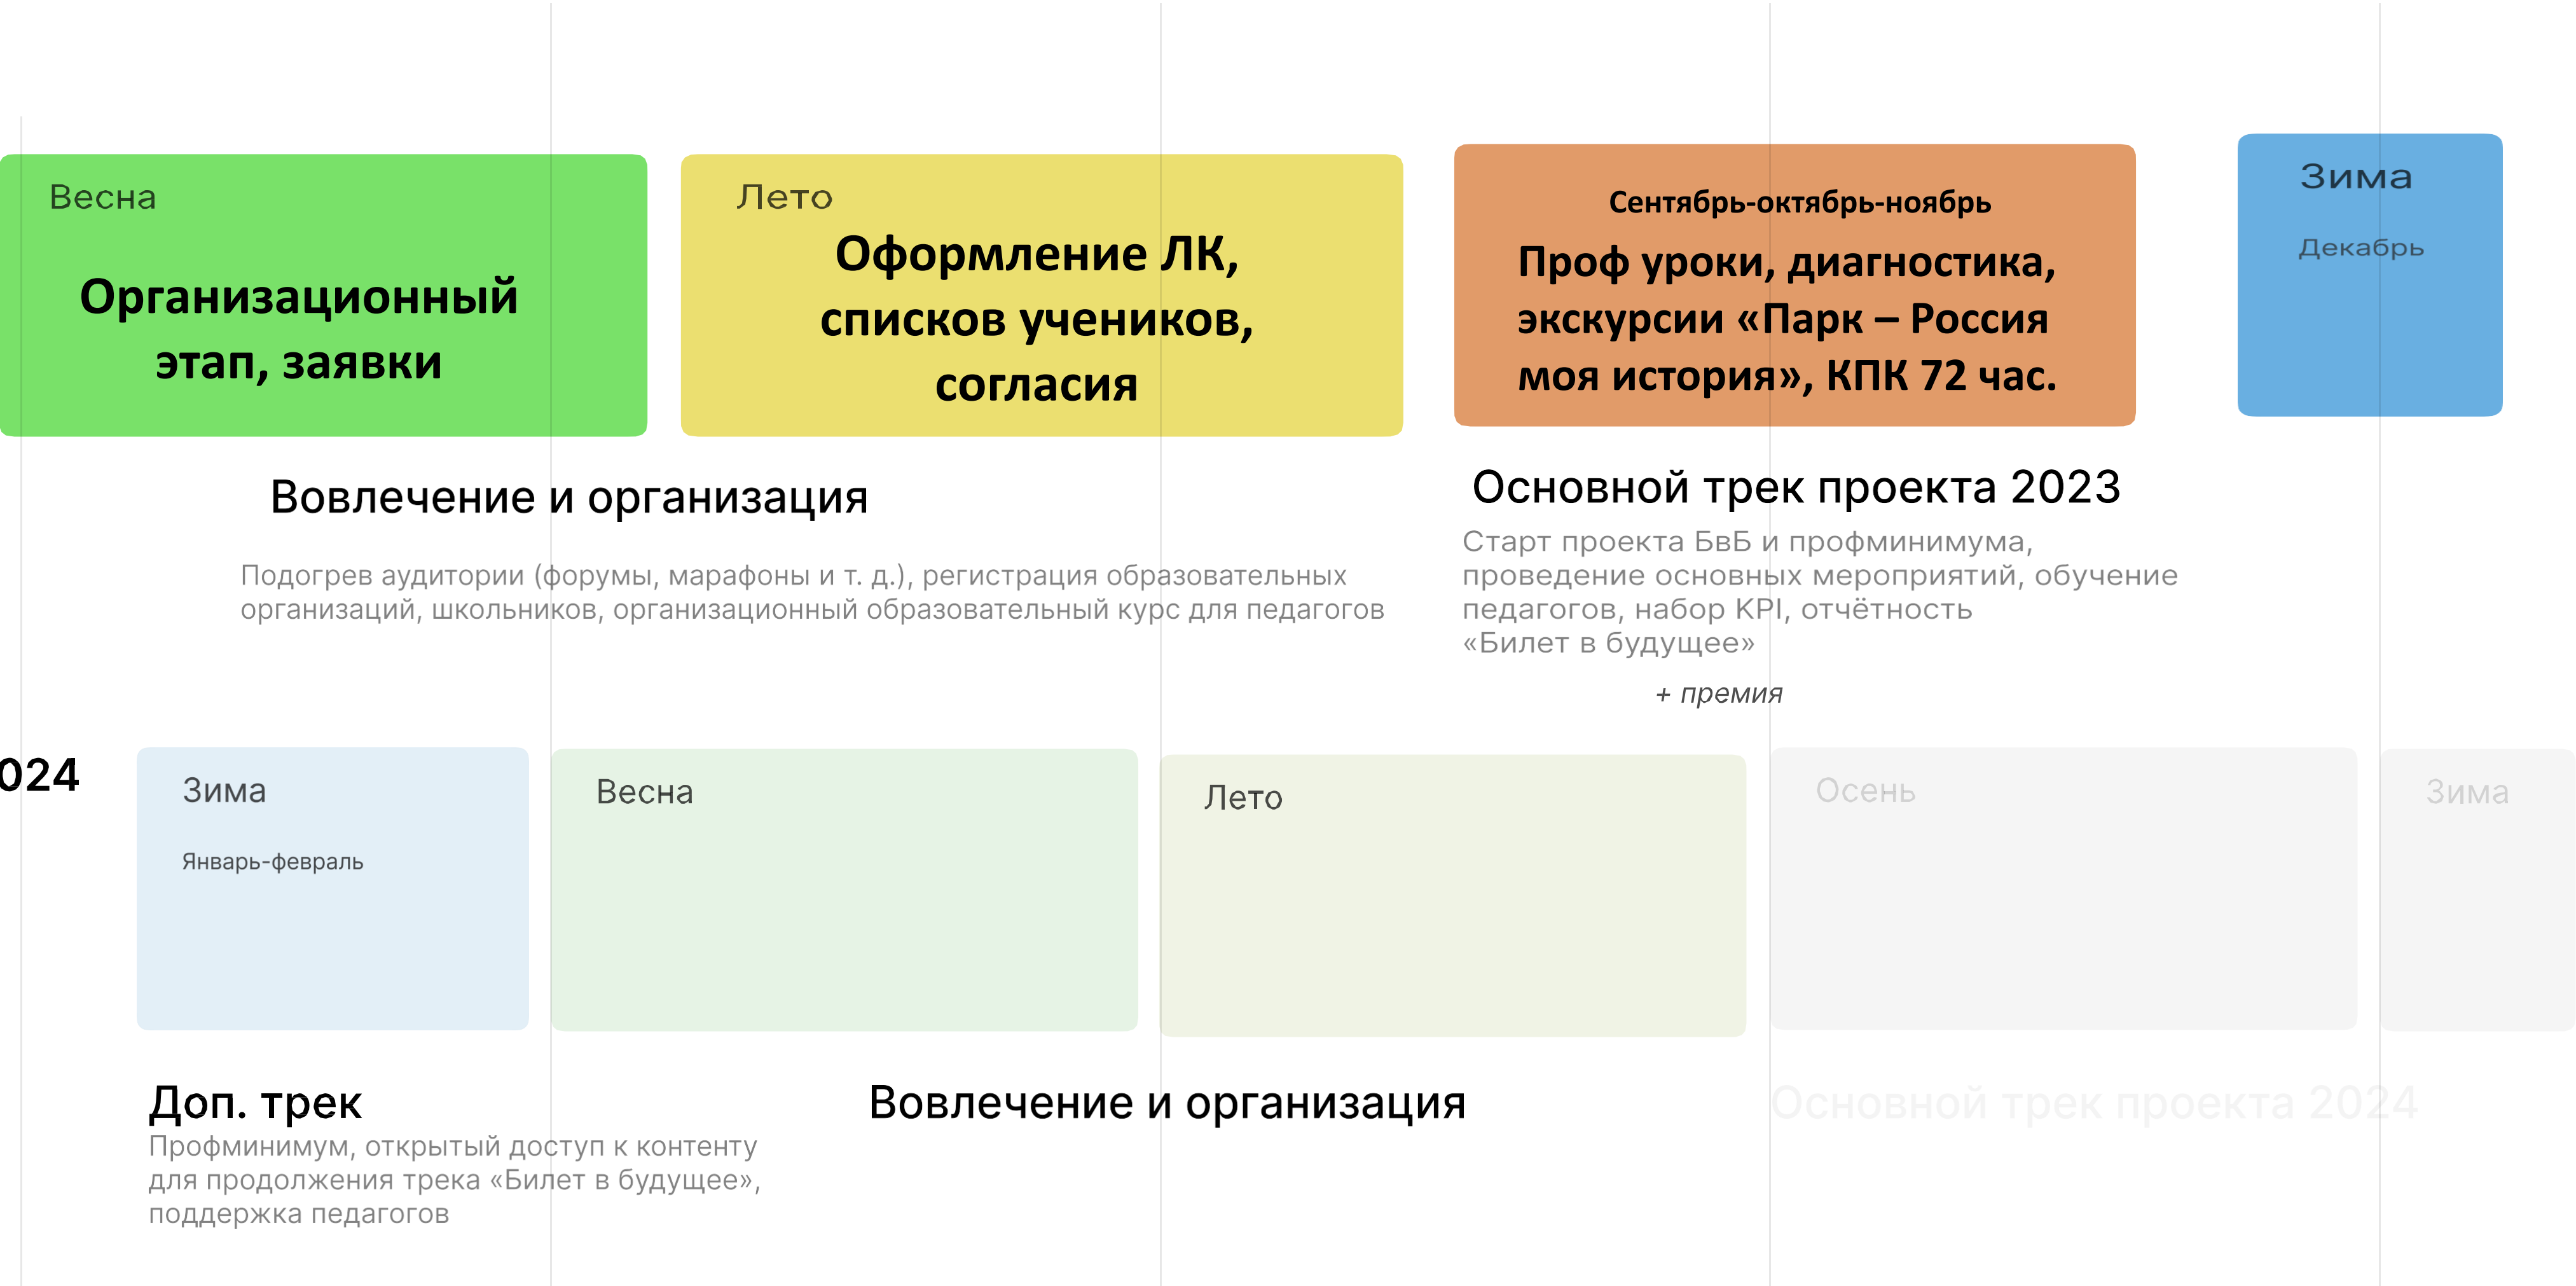 Весна
Организационный
этап, заявки
Лето
Оформление ЛК,
списков учеников,
согласия
Сентябрь-октябрь-ноябрь
Проф уроки, диагностика,
экскурсии «Парк – Россия
моя история», КПК 72 час.
Зима
Декабрь
Вовлечение и организация
Подогрев аудитории (форумы, марафоны и т. д.), регистрация образовательных
организаций, школьников, организационный образовательный курс для педагогов
Основной трек проекта 2023
Старт проекта БвБ и профминимума,
проведение основных мероприятий, обучение
педагогов, набор KPI, отчётность
«Билет в будущее»
+ премия
024
Зима
Январь-февраль
Весна
Лето
Осень
Зима
Доп. трек
Профминимум, открытый доступ к контенту
для продолжения трека «Билет в будущее»,
поддержка педагогов
Вовлечение и организация
Основной трек проекта 2024